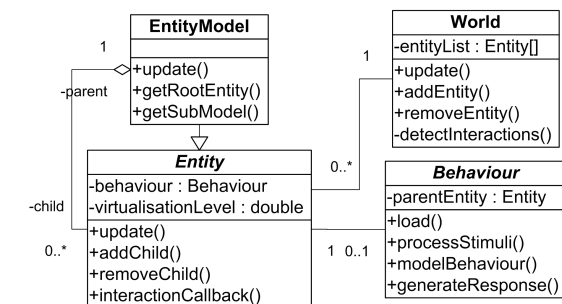 EntityModel
+update()
+getRootEntity()
+getSubModel()
1
-parent
World
-entityList : Entity[]
+update()
+addEntity()
+removeEntity()
-detectInteractions()
1
0..*
Entity
-behaviour : Behaviour
-virtualisationLevel : double
+update()
+addChild()
+removeChild()
+interactionCallback()
-child
0..*
1 0..1
Behaviour
-parentEntity : Entity
+load()
+processStimuli()
+modelBehaviour()
+generateResponse()